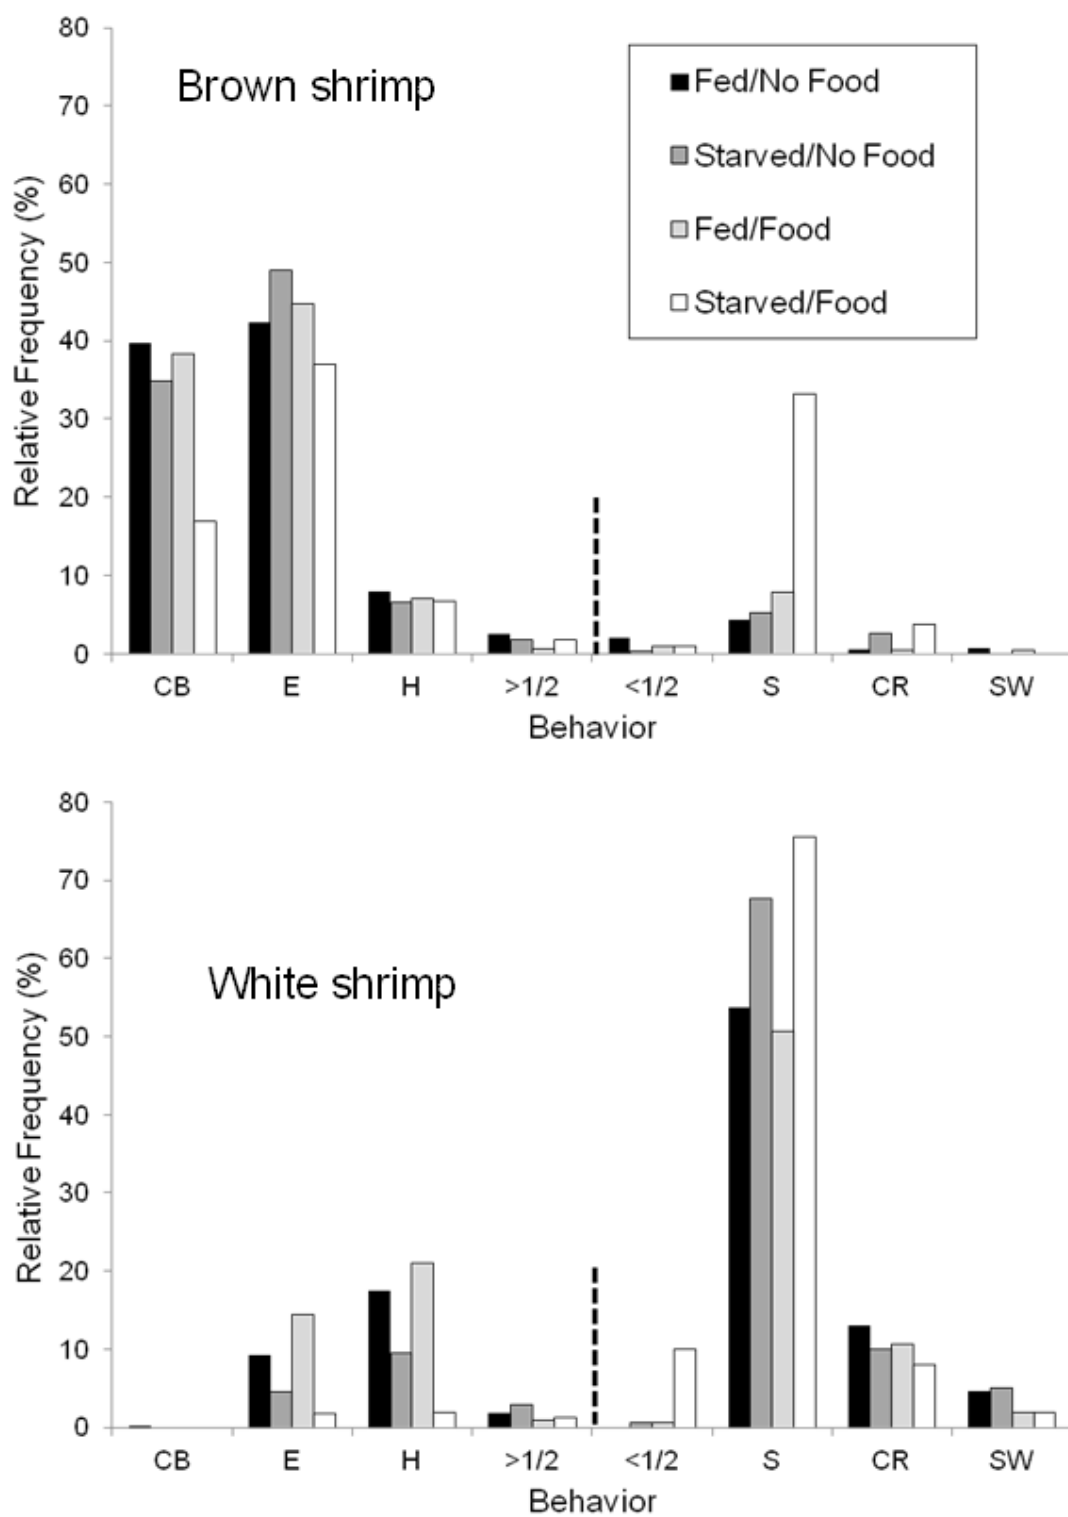 80
70
60
50
40
30
20
10
0
Relative Frequency (%)
Brown shrimp
Fed/No Food
Starved/No Food
Fed/Food
Starved/Food
CB E H >1/2 <1/2 S CR SW
Behavior
80
70
60
50
40
30
20
10
0
Relative Frequency (%)
White shrimp
CB E H >1/2 <1/2 S CR SW
Behavior